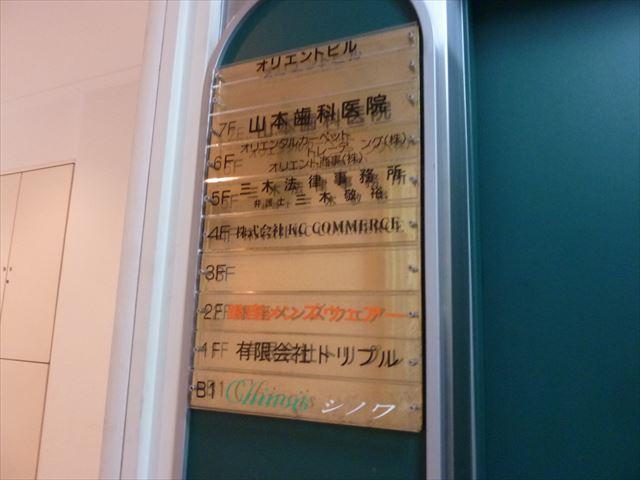 オリエントビル
7F 山本歯科医院
オリエンタルカーペット
トレーディング(株)
6F オリエント商事(株)
5F 三木法律事務所
弁護士 三木敬裕
4F 株式会社 KC COMMERCE
3F
2F 銀座メンズウェアー
1F 有限会社トリプル
B1 Chinois シノワ